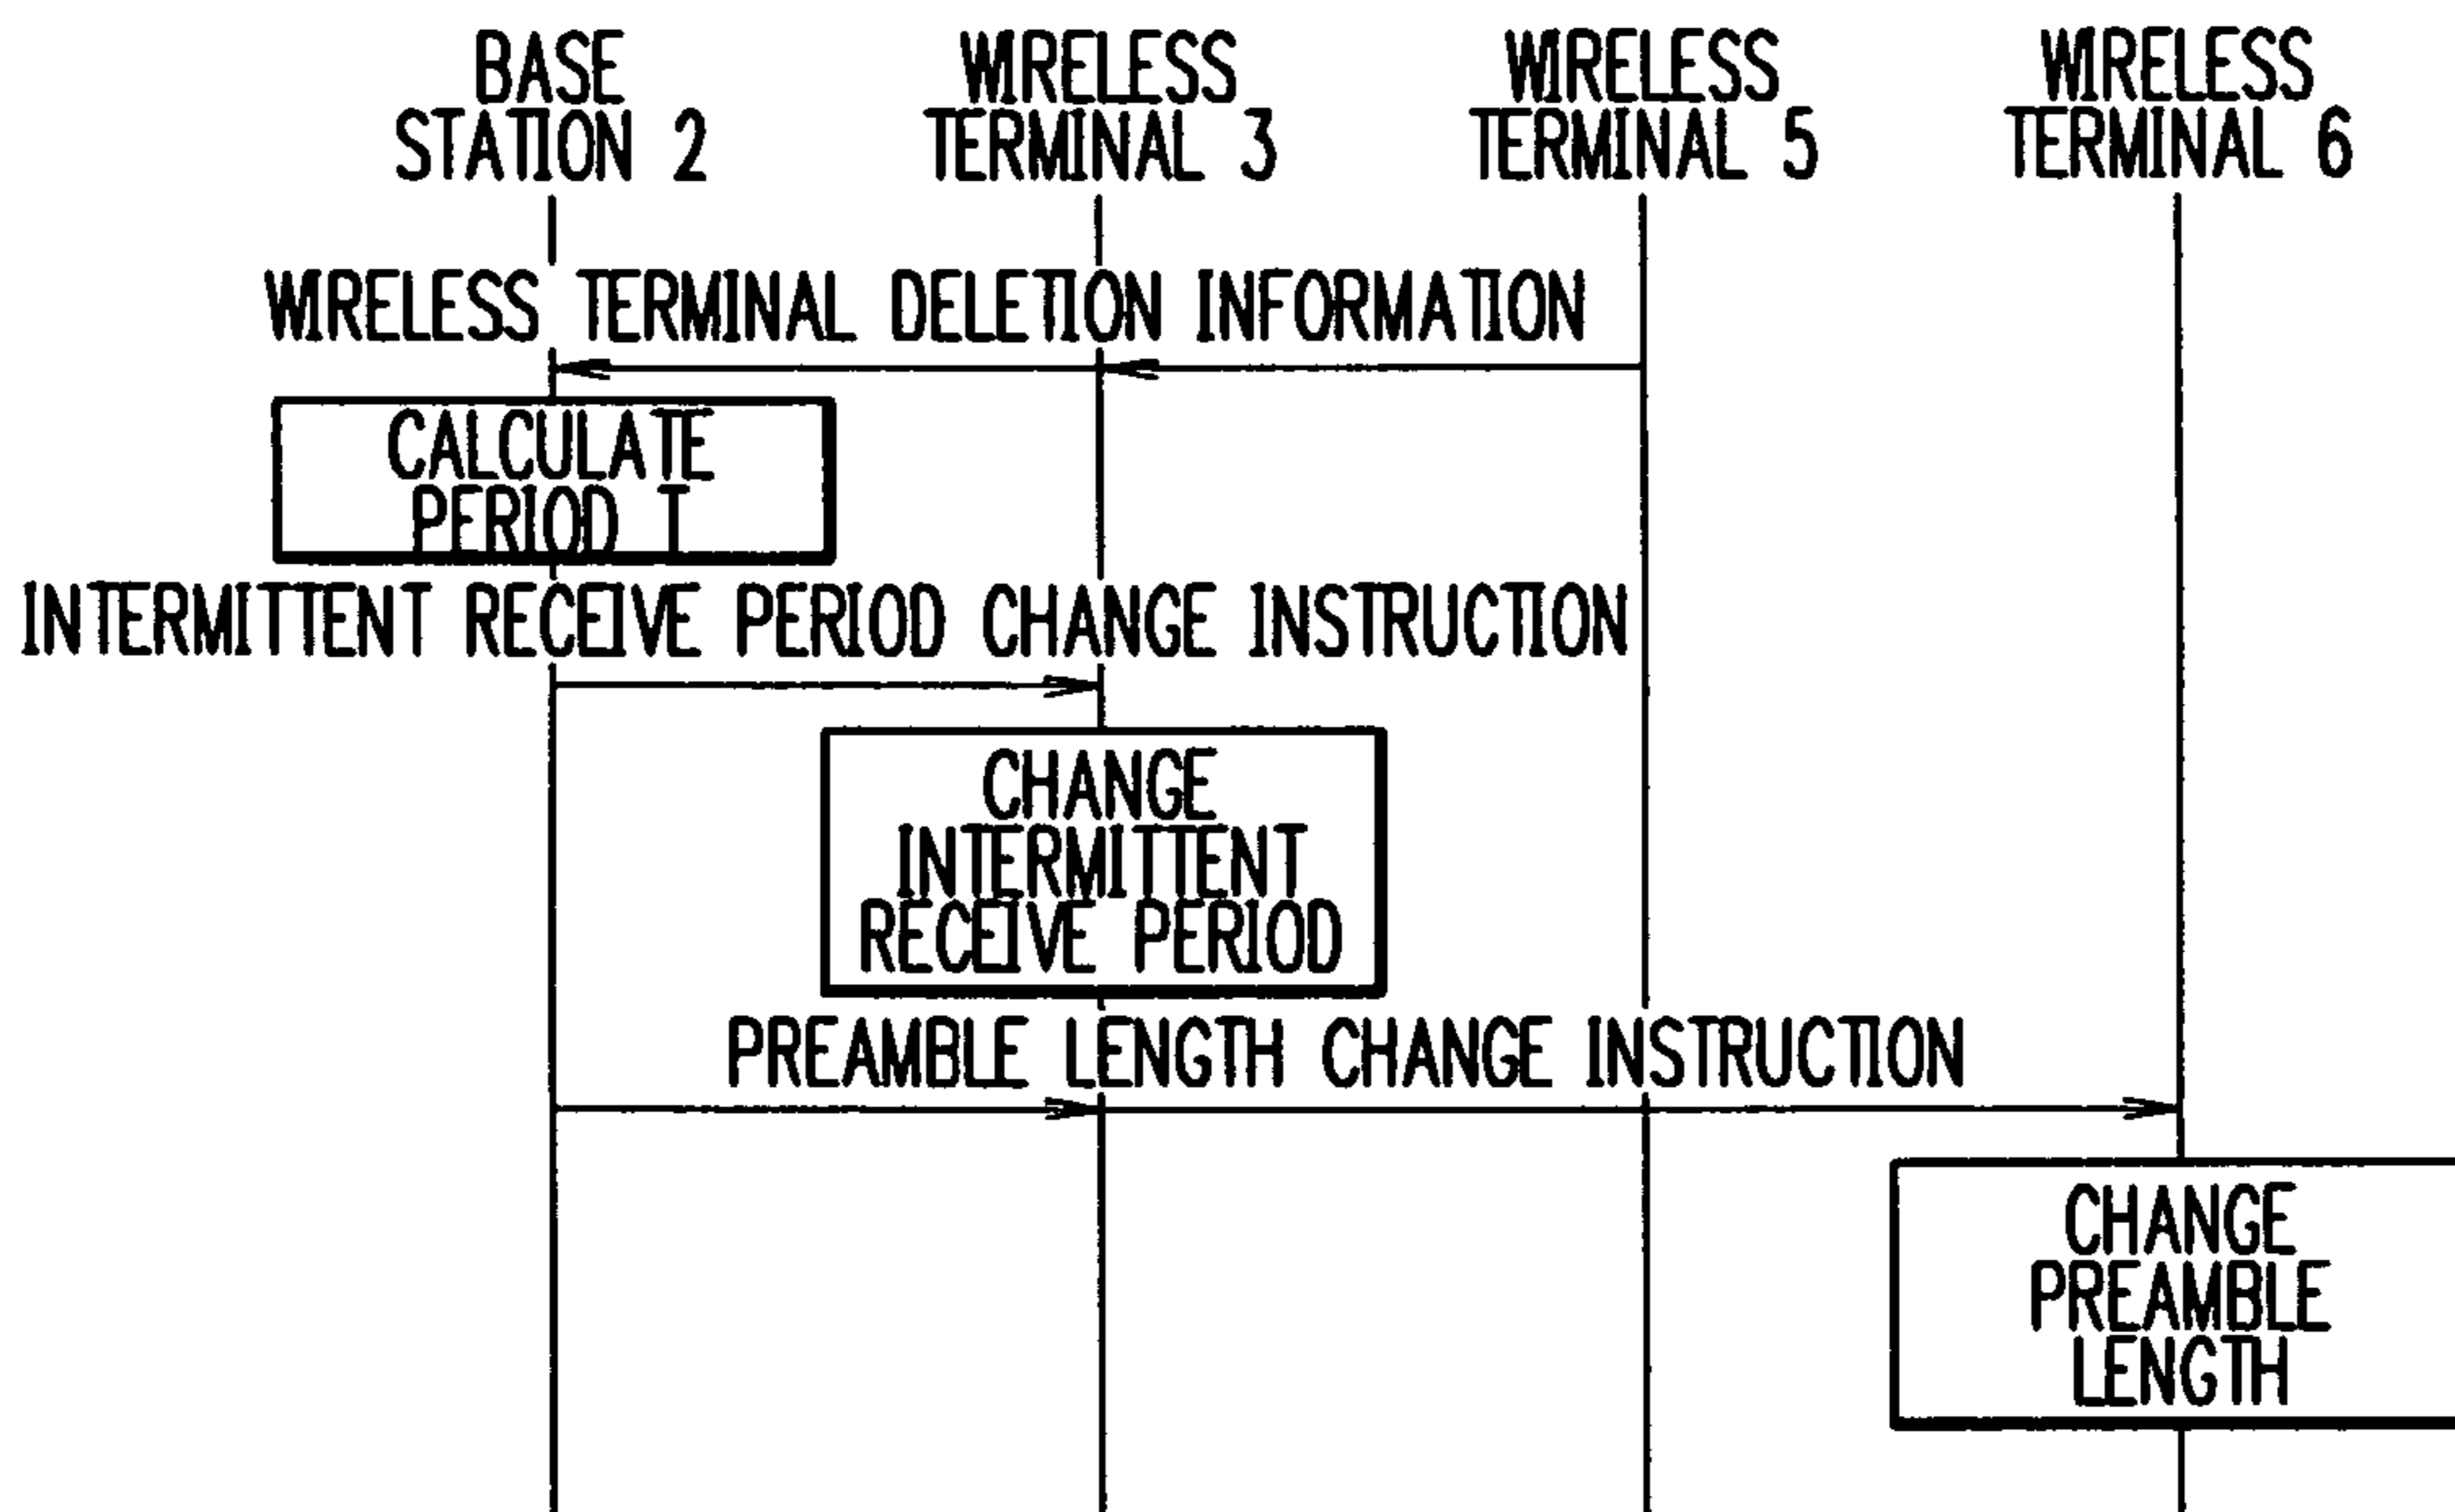 BASE
STATION 2
WIRELESS
TERMINAL 3
WIRELESS
TERMINAL 5
WIRELESS
TERMINAL 6
WIRELESS TERMINAL DELETION INFORMATION
CALCULATE
PERIOD T
INTERMITTENT RECEIVE PERIOD CHANGE INSTRUCTION
CHANGE
INTERMITTENT
RECEIVE PERIOD
PREAMBLE LENGTH CHANGE INSTRUCTION
CHANGE
PREAMBLE
LENGTH